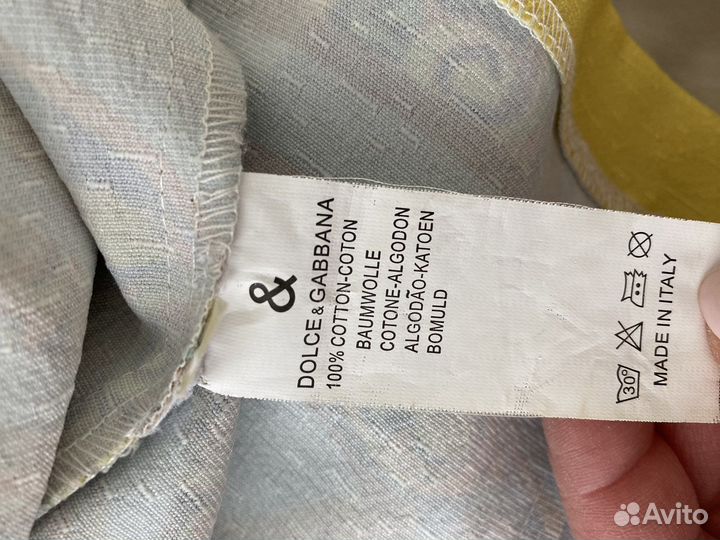 &
DOLCE & GABBANA
100% COTTON-COTON
BAUMWOLLE
COTONE-ALGODON
ALGODÃO-KATOEN
BOMULD
30°
MADE IN ITALY
Avito